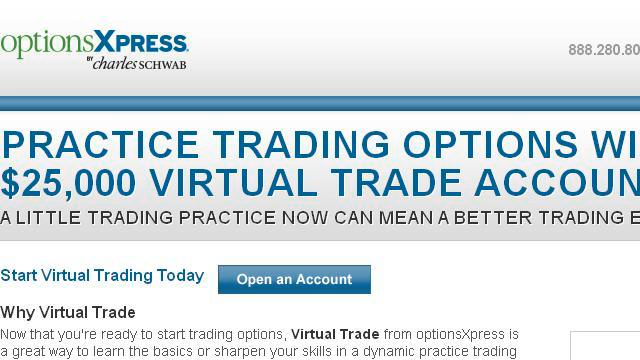 optionsXPRESS
BY charles SCHWAB
888.280.80
PRACTICE TRADING OPTIONS WI
$25,000 VIRTUAL TRADE ACCOUN
A LITTLE TRADING PRACTICE NOW CAN MEAN A BETTER TRADING E
Start Virtual Trading Today Open an Account
Why Virtual Trade
Now that you're ready to start trading options, Virtual Trade from optionsXpress is
a great way to learn the basics or sharpen your skills in a dynamic practice trading